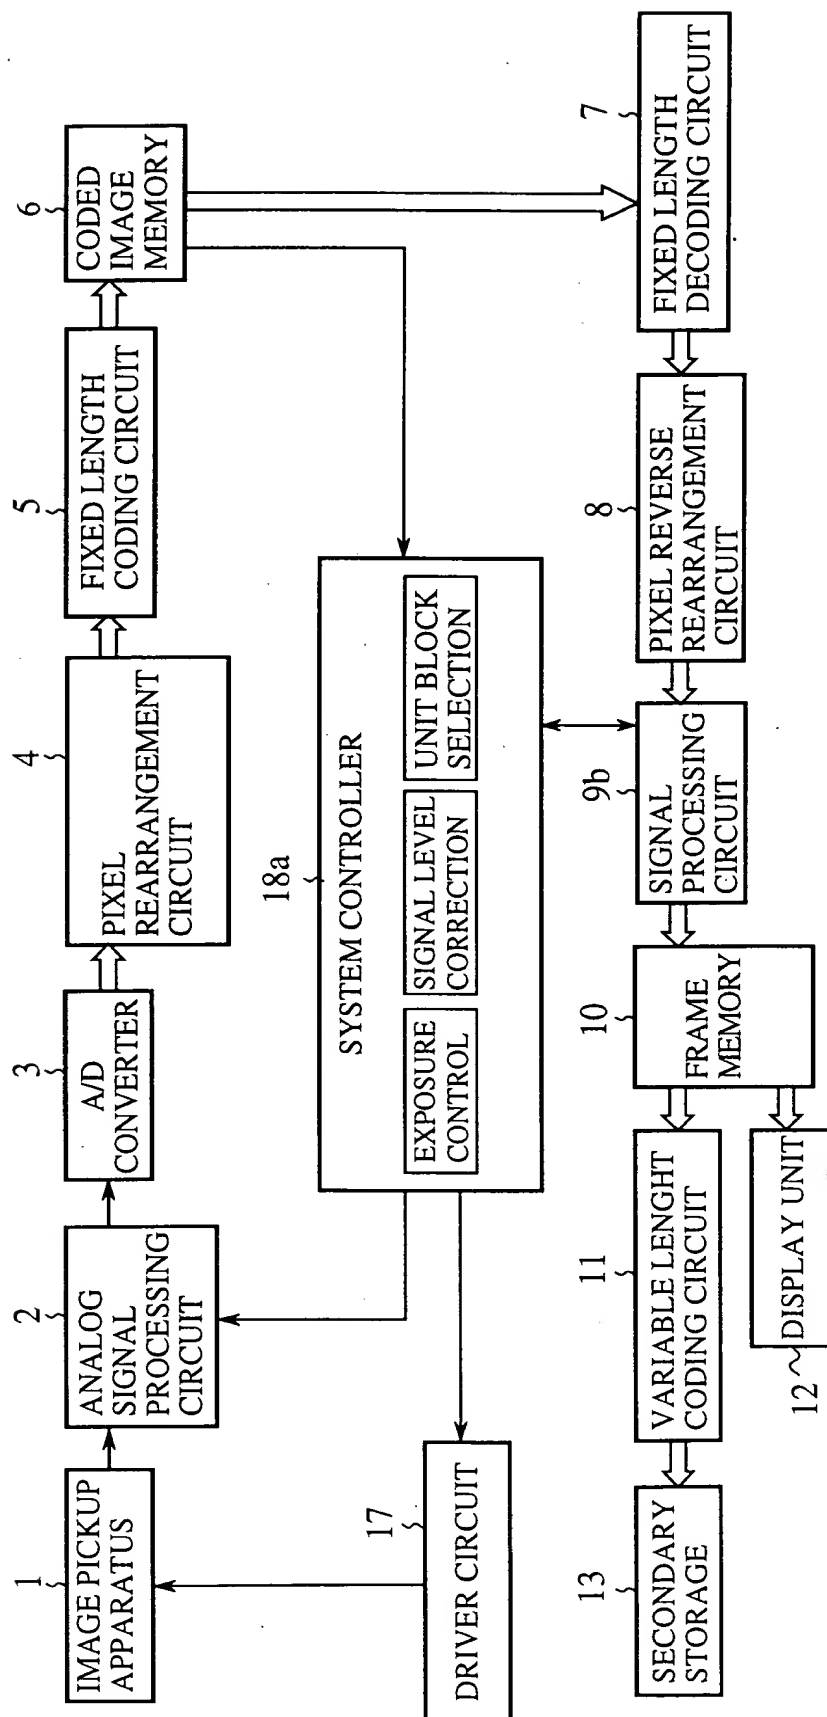 1
IMAGE PICKUP
APPARATUS
2
ANALOG
SIGNAL
PROCESSING
CIRCUIT
3
A/D
CONVERTER
4
PIXEL
REARRANGEMENT
CIRCUIT
5
FIXED LENGTH
CODING CIRCUIT
6
CODED
IMAGE
MEMORY
17
DRIVER CIRCUIT
18a
SYSTEM CONTROLLER
EXPOSURE
CONTROL
SIGNAL LEVEL
CORRECTION
UNIT BLOCK
SELECTION
13
SECONDARY
STORAGE
11
VARIABLE LENGHT
CODING CIRCUIT
12
DISPLAY UNIT
10
FRAME
MEMORY
9b
SIGNAL
PROCESSING
CIRCUIT
8
PIXEL REVERSE
REARRANGEMENT
CIRCUIT
7
FIXED LENGTH
DECODING CIRCUIT